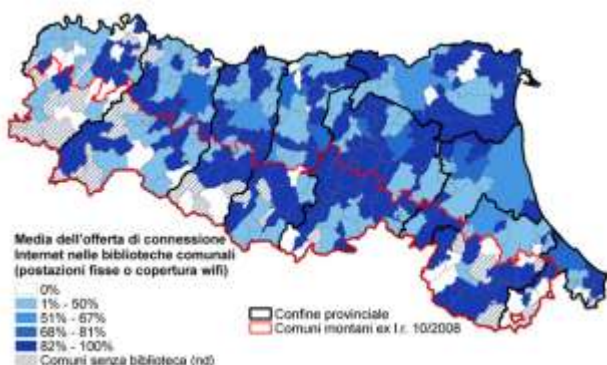 Media dell'offerta di connessione
Internet nelle biblioteche comunali
(postazioni fisse o copertura wifi)
0%
1% - 50%
51% - 67%
68% - 81%
82% - 100%
Comuni senza biblioteca (nd)
Confine provinciale
Comuni montani ex l.r. 10/2008